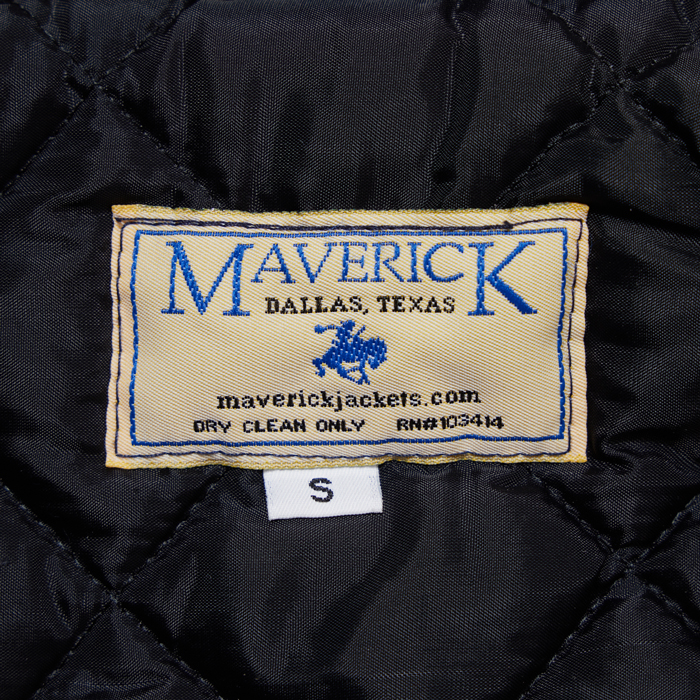 MAVERICK
DALLAS, TEXAS
maverickjackets.com
DRY CLEAN ONLY RN#103414
S